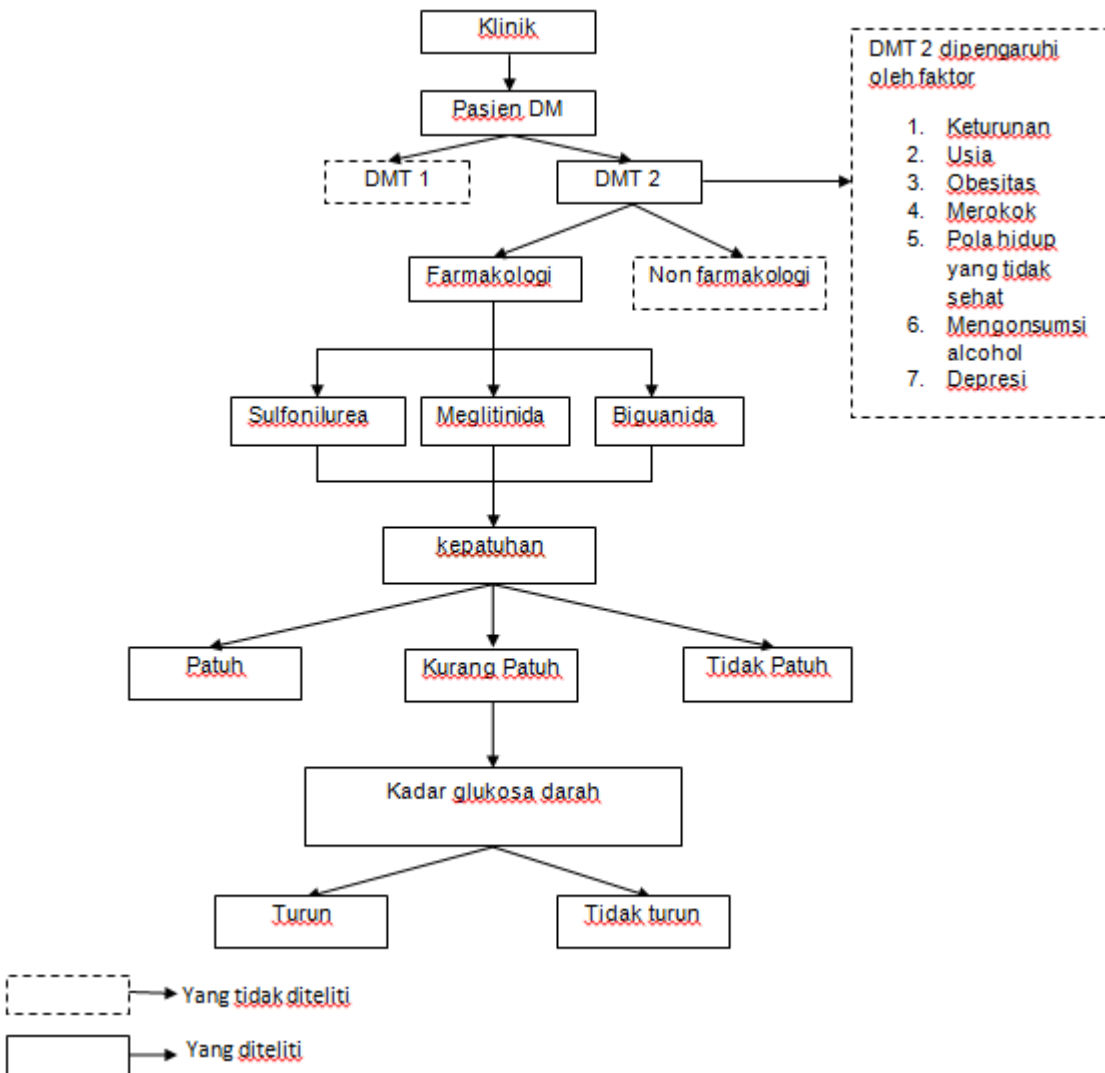 Klinik
Pasien DM
DMT 1
DMT 2
DMT 2 dipengaruhi
oleh faktor
1. Keturunan
2. Usia
3. Obesitas
4. Merokok
5. Pola hidup
yang tidak
sehat
6. Mengonsumsi
alcohol
7. Depresi
Farmakologi
Non farmakologi
Sulfonilurea
Meglitinida
Biguanida
kepatuhan
Patuh
Kurang Patuh
Tidak Patuh
Kadar glukosa darah
Turun
Tidak turun
Yang tidak diteliti
Yang diteliti